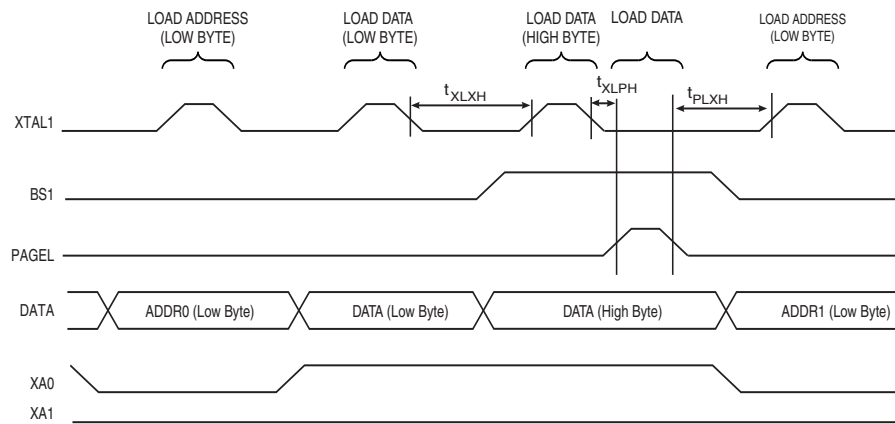 LOAD ADDRESS
(LOW BYTE)
LOAD DATA
(LOW BYTE)
LOAD DATA
(HIGH BYTE)
LOAD DATA
LOAD ADDRESS
(LOW BYTE)
tXLXH
tXLPH
tPLXH
XTAL1
BS1
PAGEL
DATA
ADDR0 (Low Byte)
DATA (Low Byte)
DATA (High Byte)
ADDR1 (Low Byte)
XA0
XA1